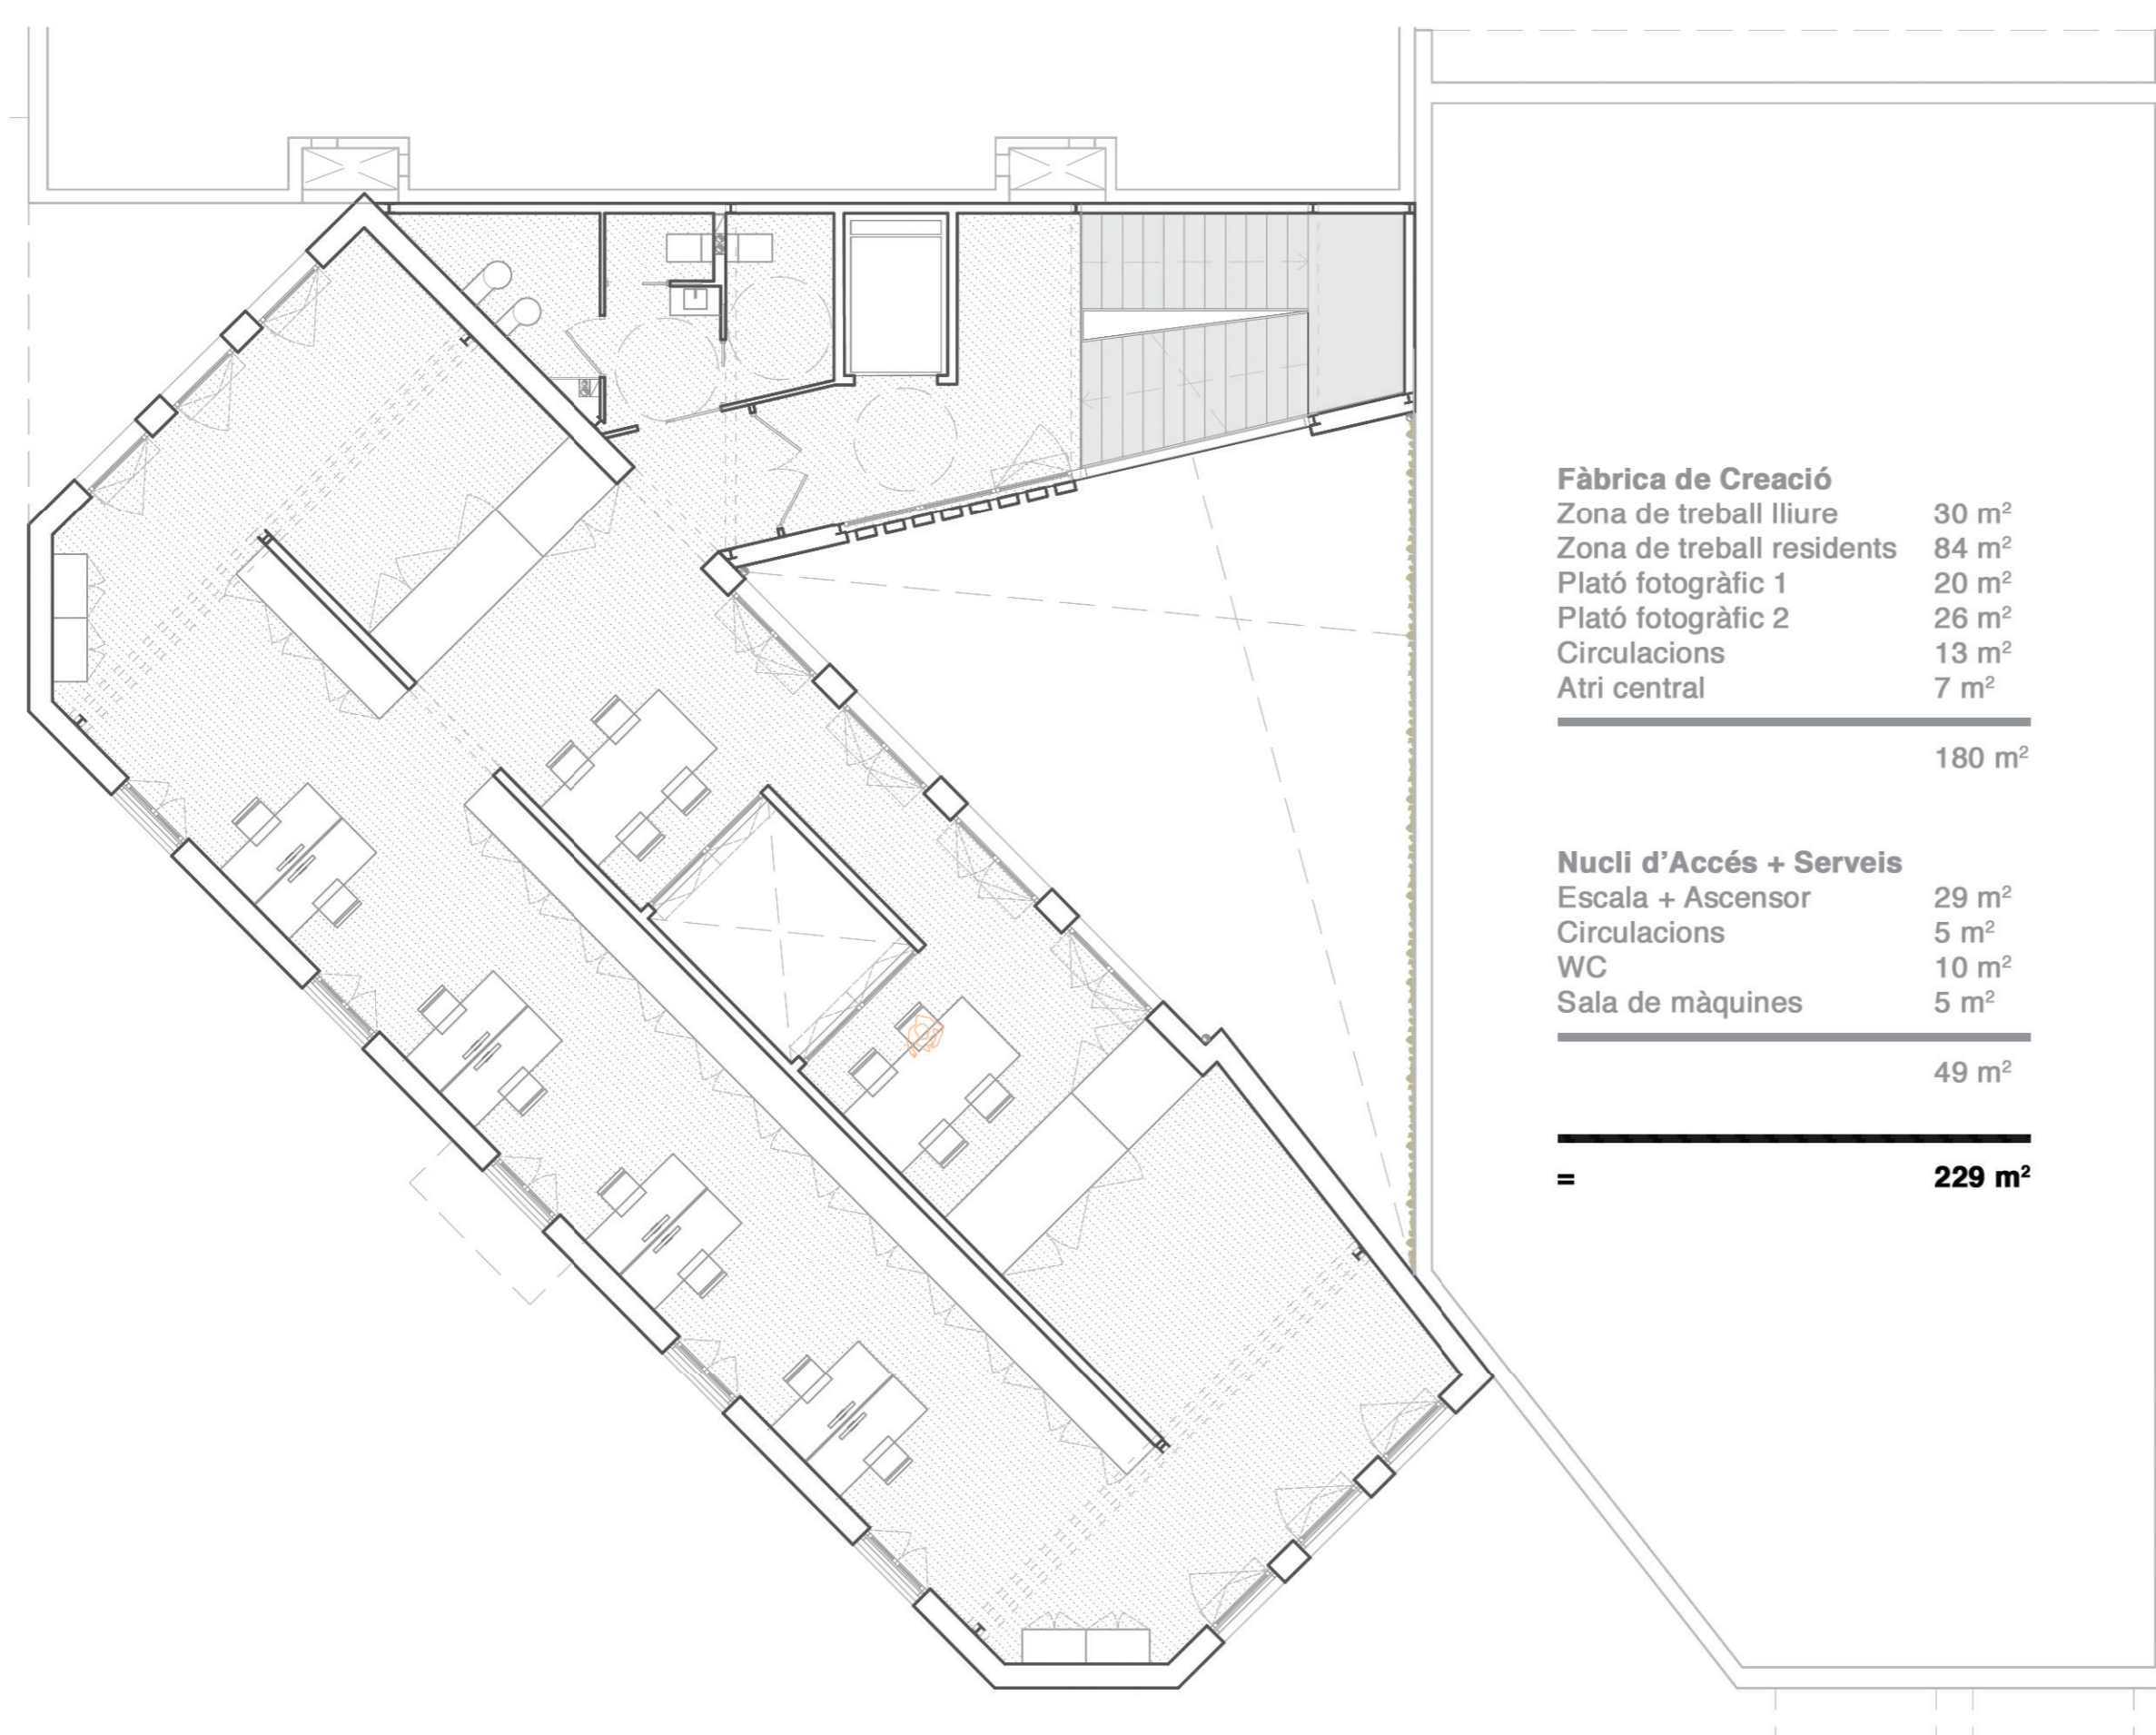 Fàbrica de Creació
Zona de treball lliure 30 m²
Zona de treball residents 84 m²
Plató fotogràfic 1 20 m²
Plató fotogràfic 2 26 m²
Circulacions 13 m²
Atri central 7 m²
180 m²
Nucli d'Accés + Serveis
Escala + Ascensor 29 m²
Circulacions 5 m²
WC 10 m²
Sala de màquines 5 m²
49 m²
= 229 m²